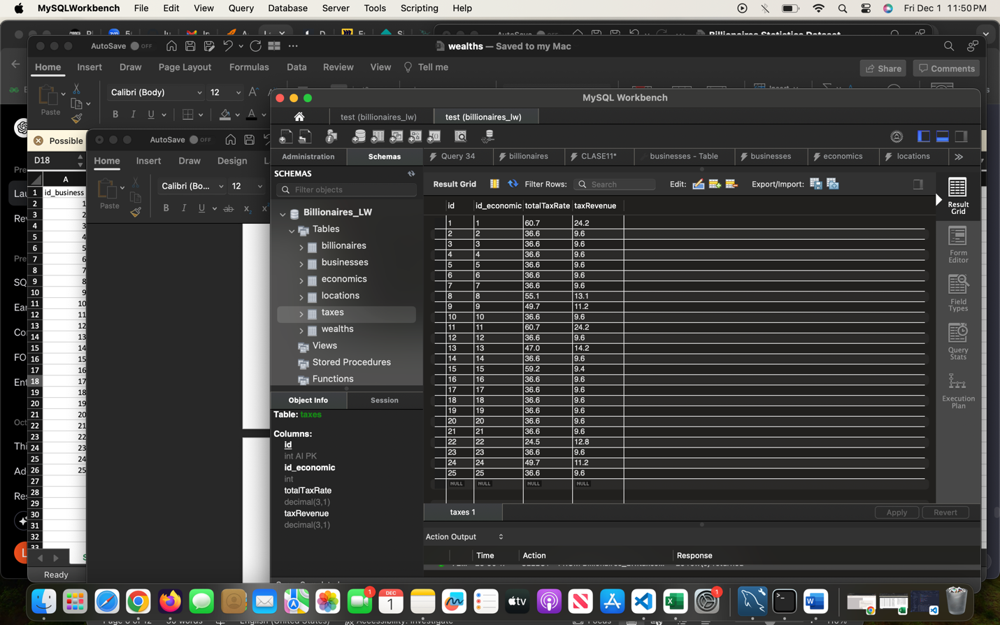 MySQLWorkbench File Edit View Query Database Server Tools Scripting Help Fri Dec 1 11:50 PM
AutoSave OFF Billionaires Statistics Dataset
AutoSave OFF wealths — Saved to my Mac
Home Insert Draw Page Layout Formulas Data Review View Tell me Share Comments
Paste Calibri (Body) 12
B I U
MySQL Workbench
test (billionaires_lw) test (billionaires_lw)
Possible
D18
A
1 id_business
2 1
3 2
4 3
5 4
6 5
7 6
8 7
9 8
10 9
11 10
12 11
13 12
14 13
15 14
16 15
17 16
18 17
19 18
20 19
21 20
22 21
23 22
24 23
25 24
26 25
27
28
29
30
31
32
33
Ready
AutoSave OFF
Home Insert Draw Design
Paste Calibri (Bo... 12
B I U ab x x
Administration Schemas
SCHEMAS
Filter objects
Billionaires_LW
Tables
billionaires
businesses
economics
locations
taxes
wealths
Views
Stored Procedures
Functions
Object Info Session
Table: taxes
Columns:
id
int AI PK
id_economic
int
totalTaxRate
decimal(3,1)
taxRevenue
decimal(3,1)
Query 34 billionaires CLASE11* businesses - Table businesses economics locations
Result Grid Filter Rows: Search Edit: Export/Import:
id id_economic totalTaxRate taxRevenue
1 1 60.7 24.2
2 2 36.6 9.6
3 3 36.6 9.6
4 4 36.6 9.6
5 5 36.6 9.6
6 6 36.6 9.6
7 7 36.6 9.6
8 8 55.1 13.1
9 9 49.7 11.2
10 10 36.6 9.6
11 11 60.7 24.2
12 12 36.6 9.6
13 13 47.0 14.2
14 14 36.6 9.6
15 15 59.2 9.4
16 16 36.6 9.6
17 17 36.6 9.6
18 18 36.6 9.6
19 19 36.6 9.6
20 20 36.6 9.6
21 21 36.6 9.6
22 22 24.5 12.8
23 23 36.6 9.6
24 24 49.7 11.2
25 25 36.6 9.6
NULL NULL NULL NULL
Result
Grid
Form
Editor
Field
Types
Query
Stats
Execution
Plan
taxes 1 Apply Revert
Action Output
Time Action Response
1
DEC
1
tv
1